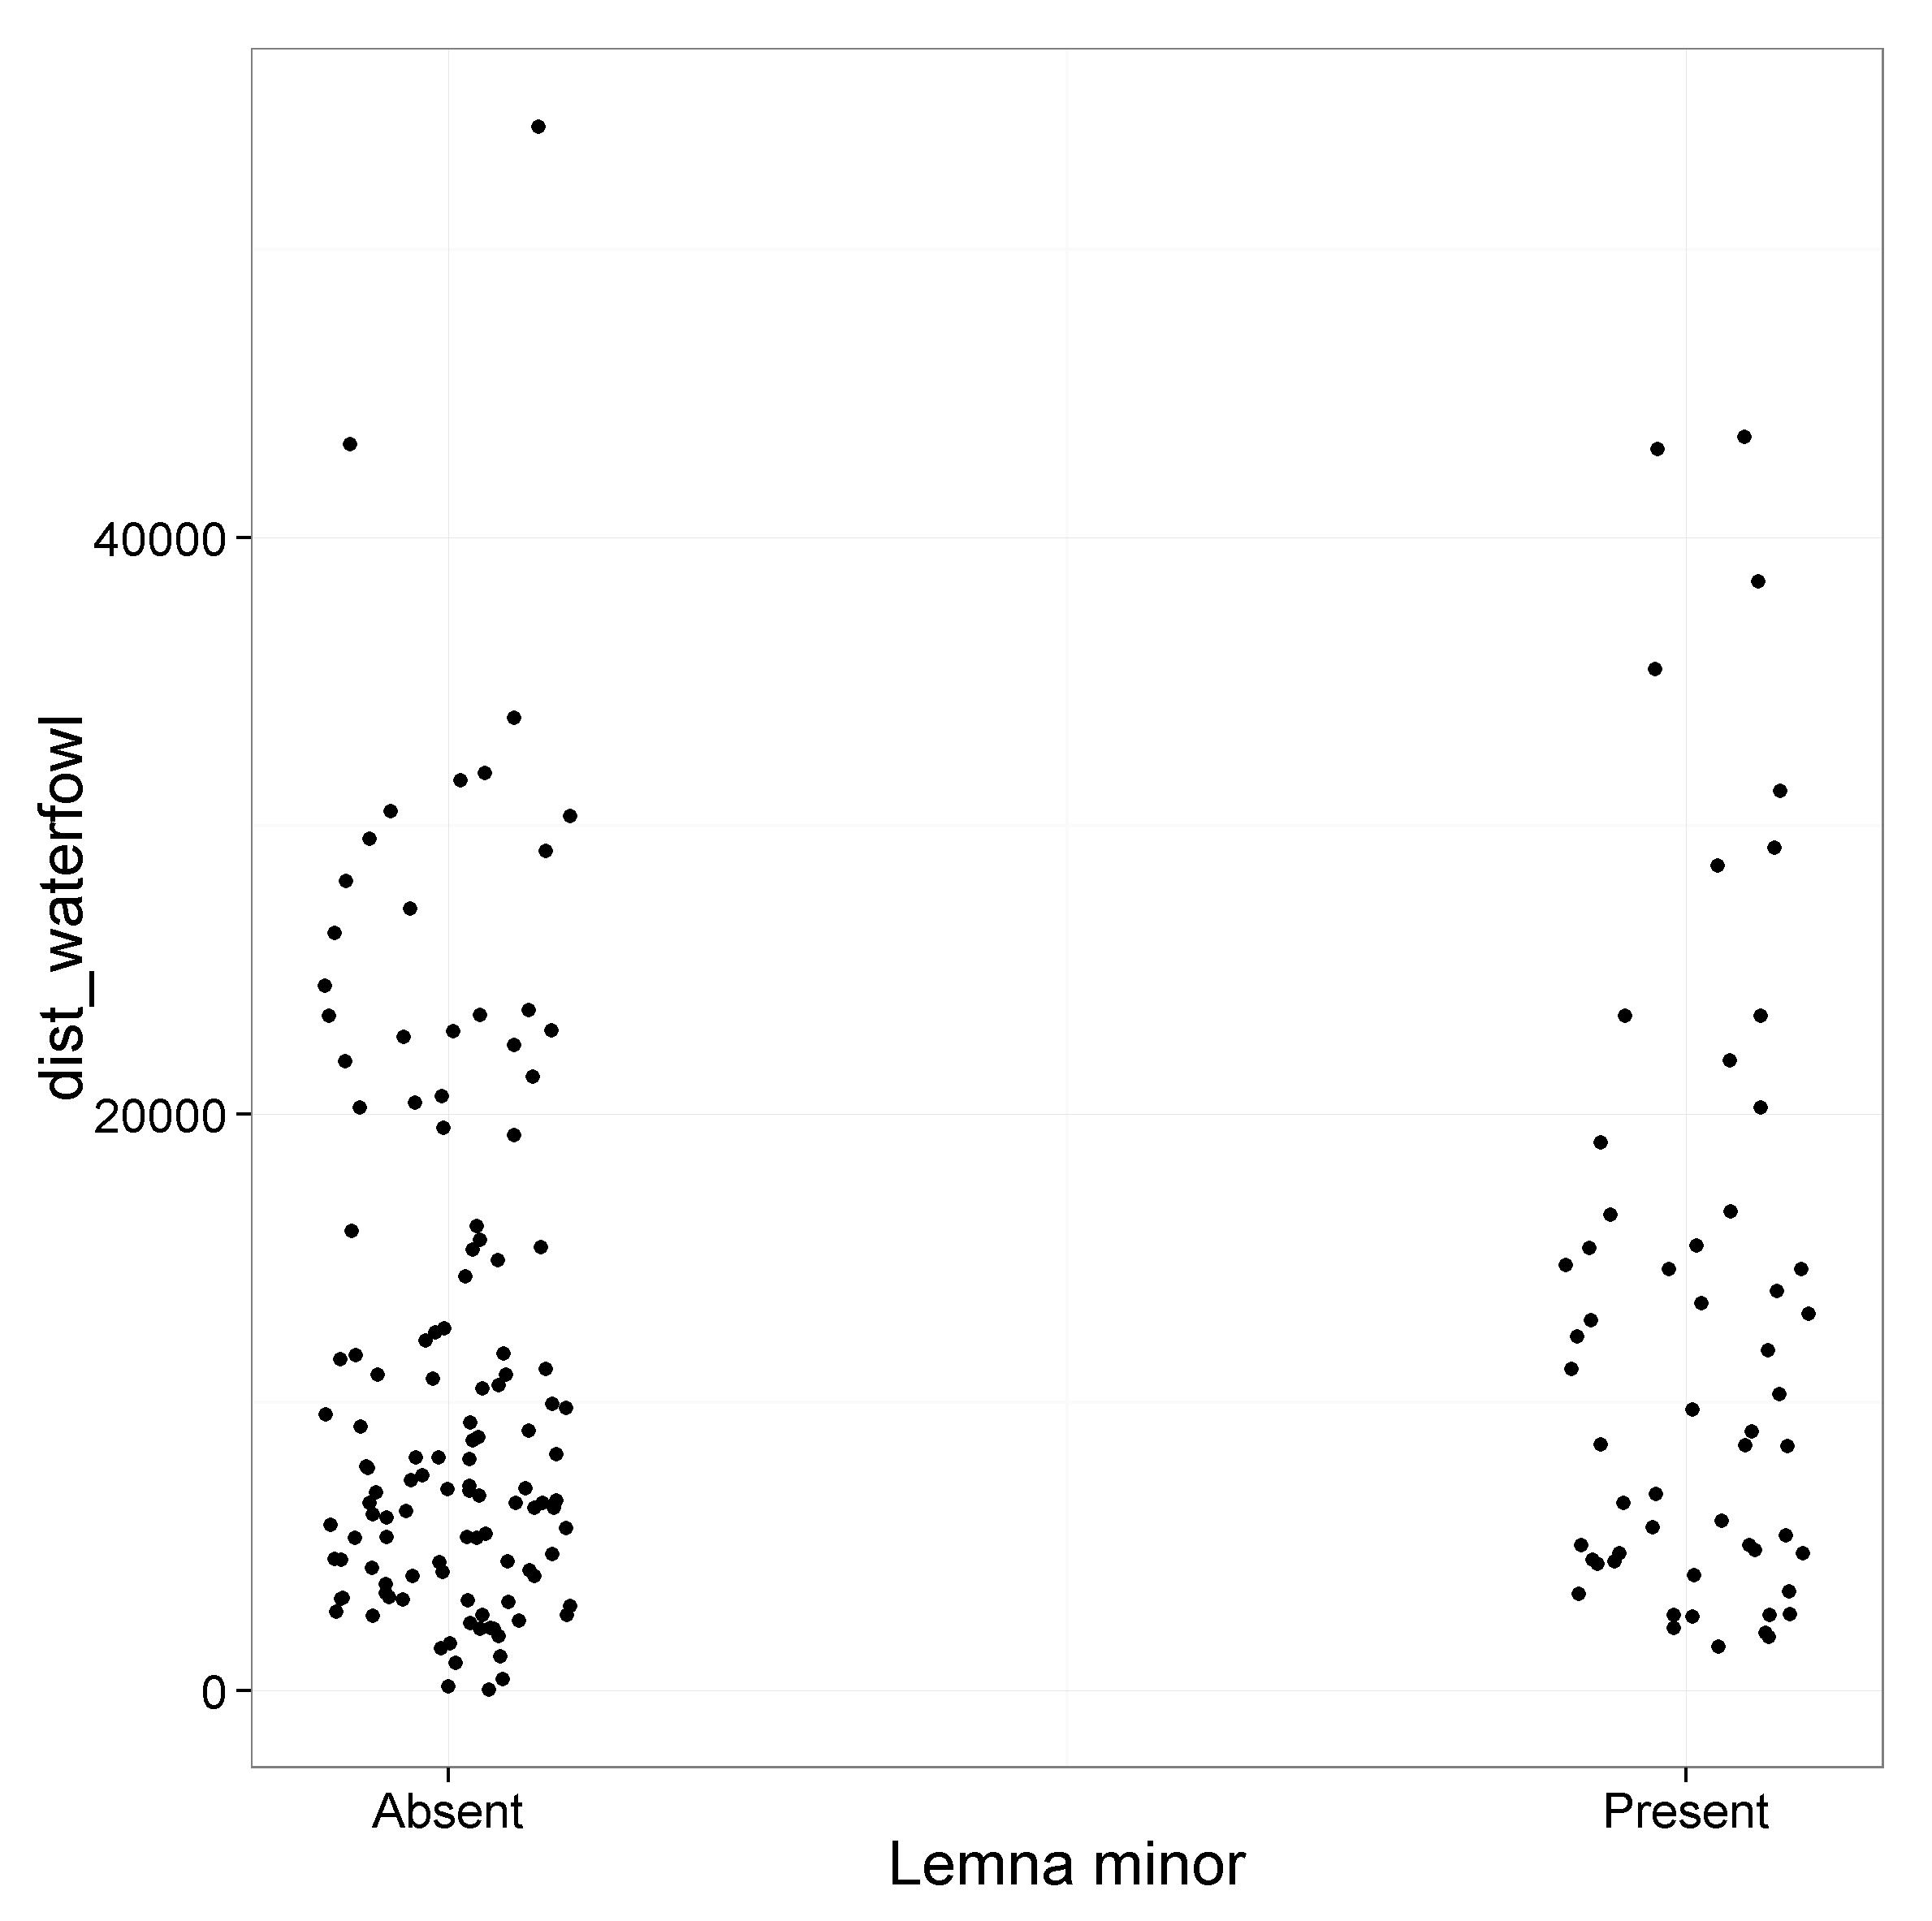 dist_waterfowl
40000
20000
0
Absent
Present
Lemna minor